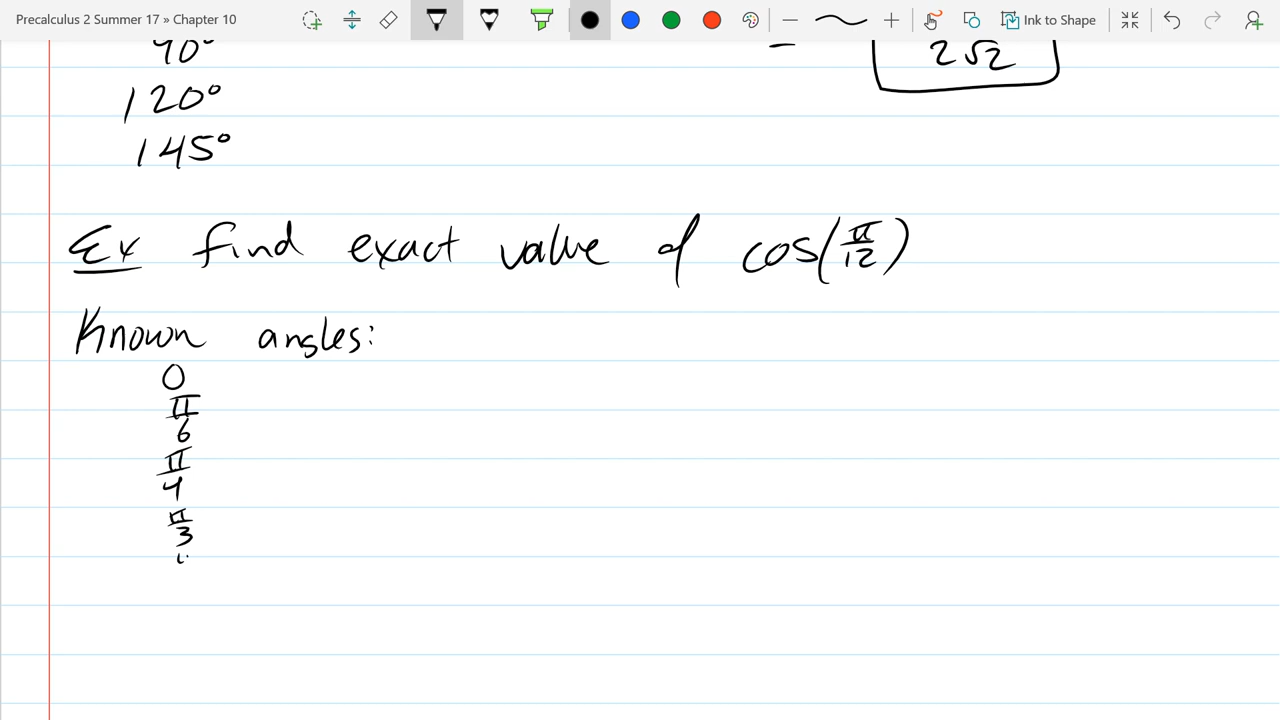 Precalculus 2 Summer 17 » Chapter 10
Ink to Shape
90°
2√2
120°
145°
Ex find exact value of cos(π/12)
Known angles:
0
π/6
π/4
π/3